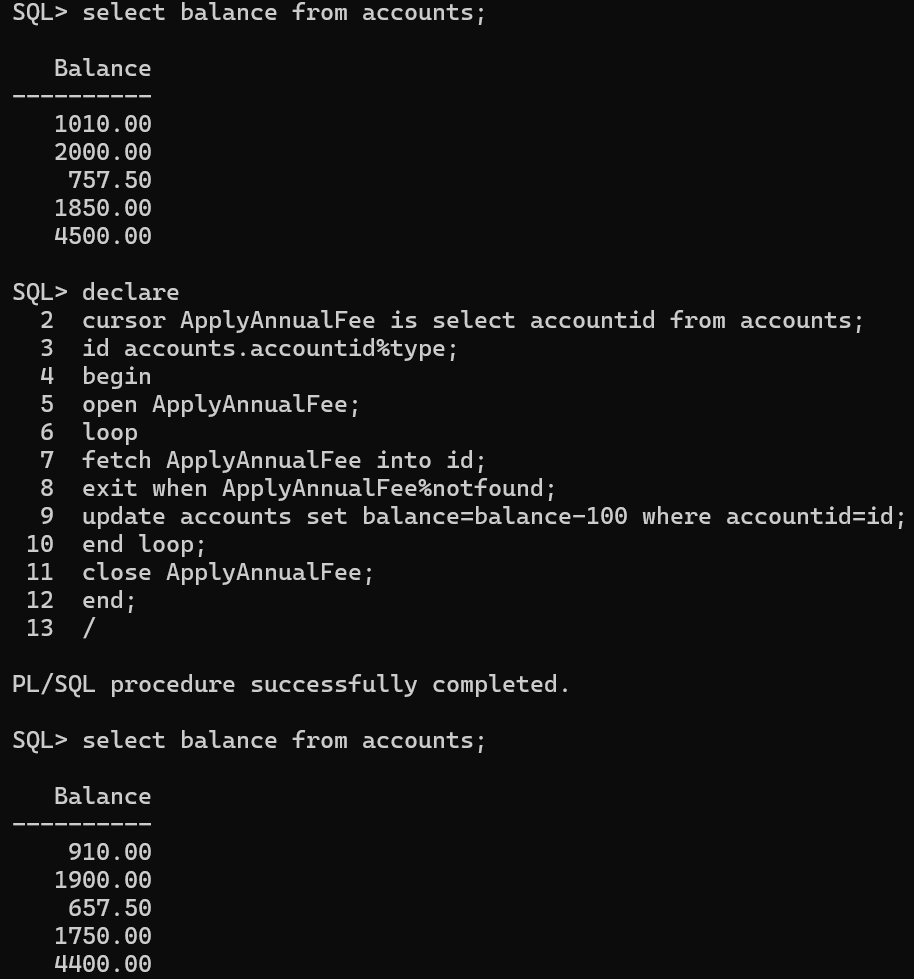 SQL> select balance from accounts;
   Balance
----------
   1010.00
   2000.00
    757.50
   1850.00
   4500.00
SQL> declare
  2  cursor ApplyAnnualFee is select accountid from accounts;
  3  id accounts.accountid%type;
  4  begin
  5  open ApplyAnnualFee;
  6  loop
  7  fetch ApplyAnnualFee into id;
  8  exit when ApplyAnnualFee%notfound;
  9  update accounts set balance=balance-100 where accountid=id;
 10  end loop;
 11  close ApplyAnnualFee;
 12  end;
 13  /
PL/SQL procedure successfully completed.
SQL> select balance from accounts;
   Balance
----------
    910.00
   1900.00
    657.50
   1750.00
   4400.00